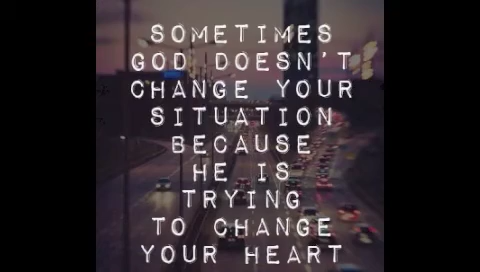 SOMETIMES
GOD DOESN'T
CHANGE YOUR
SITUATION
BECAUSE
HE IS
TRYING
TO CHANGE
YOUR HEART